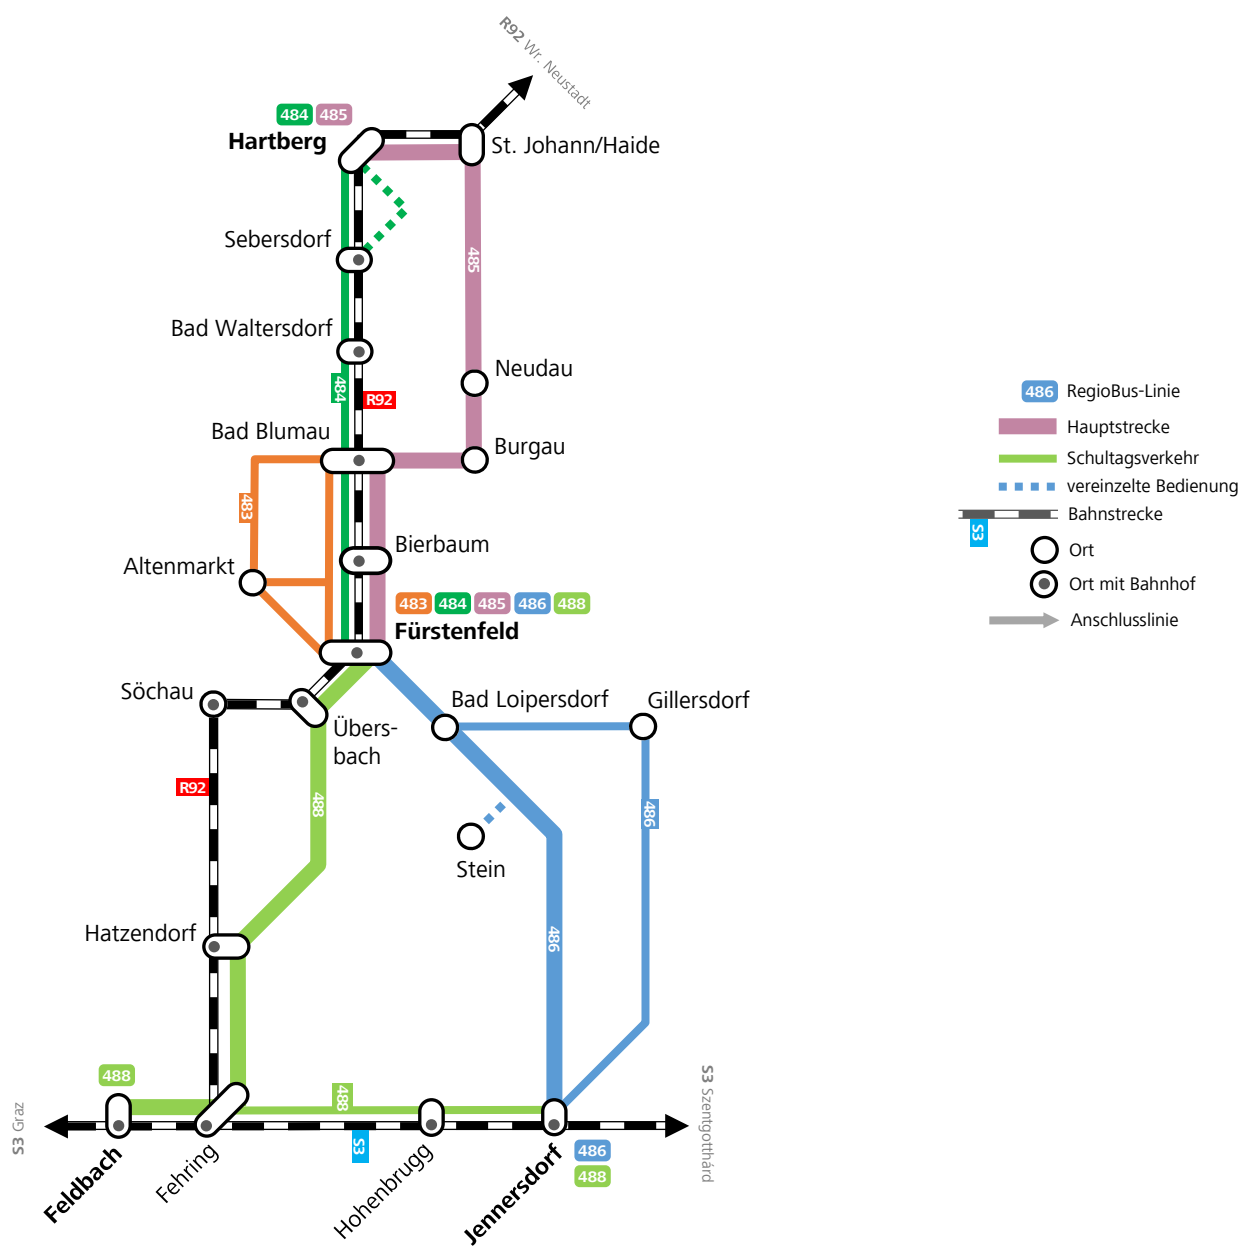 R92 Wr. Neustadt
484 485
Hartberg
St. Johann/Haide
Sebersdorf
485
Bad Waltersdorf
Neudau
484
R92
Bad Blumau
Burgau
483
Bierbaum
Altenmarkt
483 484 485 486 488
Fürstenfeld
Söchau
Übers-
bach
Bad Loipersdorf
Gillersdorf
R92
488
486
Stein
486
Hatzendorf
488
488
S3 Graz
S3
S3 Szentgotthárd
Feldbach
Fehring
Hohenbrugg
Jennersdorf
486
488
486 RegioBus-Linie
Hauptstrecke
Schultagsverkehr
vereinzelte Bedienung
Bahnstrecke
S3
Ort
Ort mit Bahnhof
Anschlusslinie